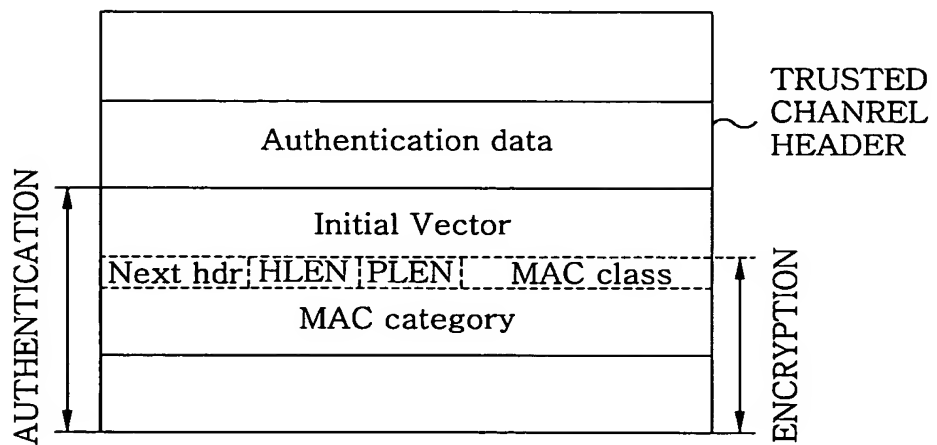 TRUSTED
CHANREL
HEADER
Authentication data
Initial Vector
Next hdr HLEN PLEN MAC class
MAC category
AUTHENTICATION
ENCRYPTION